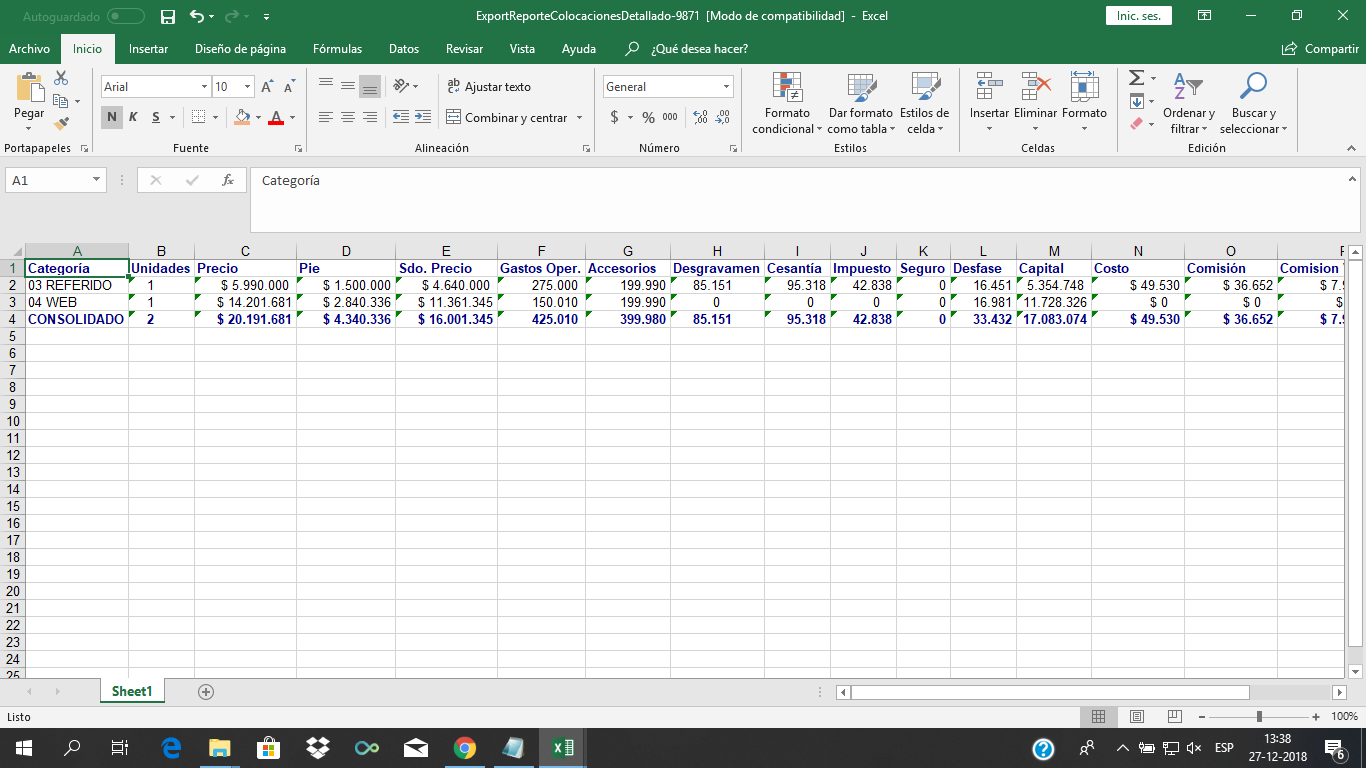 Autoguardado ExportReporteColocacionesDetallado-9871 [Modo de compatibilidad] - Excel Inic. ses.
Archivo Inicio Insertar Diseño de página Fórmulas Datos Revisar Vista Ayuda ¿Qué desea hacer? Compartir
Arial 10 Ajustar texto General
Pegar N K S Combinar y centrar $ % 000
Formato condicional Dar formato como tabla Estilos de celda Insertar Eliminar Formato Ordenar y filtrar Buscar y seleccionar
Portapapeles Fuente Alineación Número Estilos Celdas Edición
A1 fx Categoría
A B C D E F G H I J K L M N O P
1 Categoría Unidades Precio Pie Sdo. Precio Gastos Oper. Accesorios Desgravamen Cesantía Impuesto Seguro Desfase Capital Costo Comisión Comision
2 03 REFERIDO 1 $ 5.990.000 $ 1.500.000 $ 4.640.000 275.000 199.990 85.151 95.318 42.838 0 16.451 5.354.748 $ 49.530 $ 36.652 $ 7.
3 04 WEB 1 $ 14.201.681 $ 2.840.336 $ 11.361.345 150.010 199.990 0 0 0 0 16.981 11.728.326 $ 0 $ 0 $
4 CONSOLIDADO 2 $ 20.191.681 $ 4.340.336 $ 16.001.345 425.010 399.980 85.151 95.318 42.838 0 33.432 17.083.074 $ 49.530 $ 36.652 $ 7.
5
6
7
8
9
10
11
12
13
14
15
16
17
18
19
20
21
22
23
24
25
Sheet1
Listo 100%
ESP 13:38
27-12-2018 6